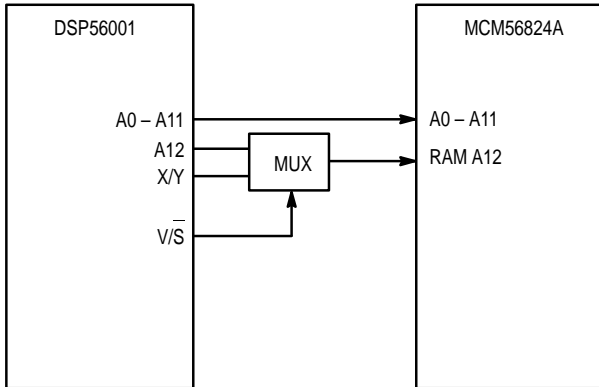 DSP56001
MCM56824A
A0 – A11
A0 – A11
A12
MUX
RAM A12
X/Y
V/S̅